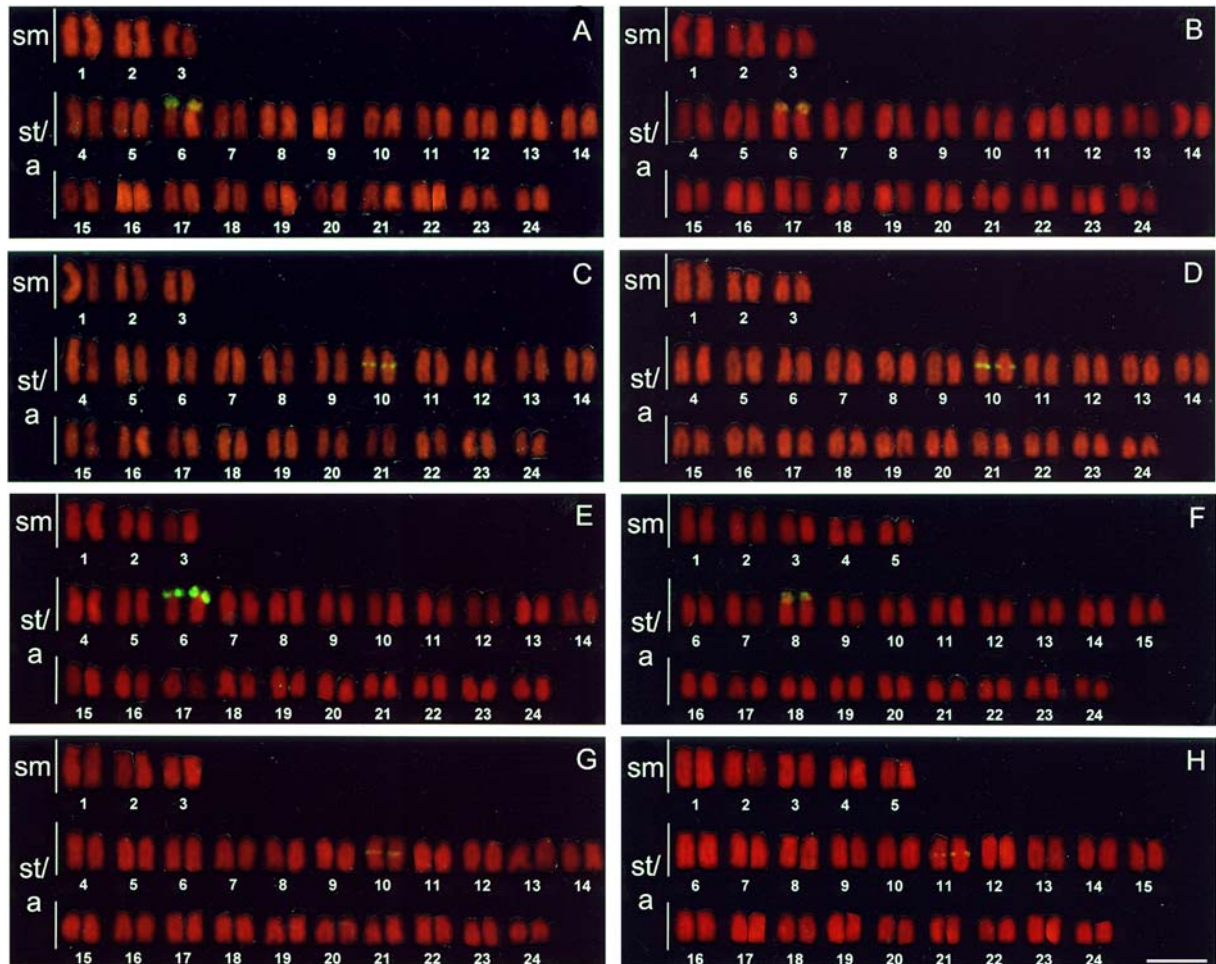 A
sm
1 2 3
st/
4 5 6 7 8 9 10 11 12 13 14
a
15 16 17 18 19 20 21 22 23 24
B
sm
1 2 3
st/
4 5 6 7 8 9 10 11 12 13 14
a
15 16 17 18 19 20 21 22 23 24
C
sm
1 2 3
st/
4 5 6 7 8 9 10 11 12 13 14
a
15 16 17 18 19 20 21 22 23 24
D
sm
1 2 3
st/
4 5 6 7 8 9 10 11 12 13 14
a
15 16 17 18 19 20 21 22 23 24
E
sm
1 2 3
st/
4 5 6 7 8 9 10 11 12 13 14
a
15 16 17 18 19 20 21 22 23 24
F
sm
1 2 3 4 5
st/
6 7 8 9 10 11 12 13 14 15
a
16 17 18 19 20 21 22 23 24
G
sm
1 2 3
st/
4 5 6 7 8 9 10 11 12 13 14
a
15 16 17 18 19 20 21 22 23 24
H
sm
1 2 3 4 5
st/
6 7 8 9 10 11 12 13 14 15
a
16 17 18 19 20 21 22 23 24